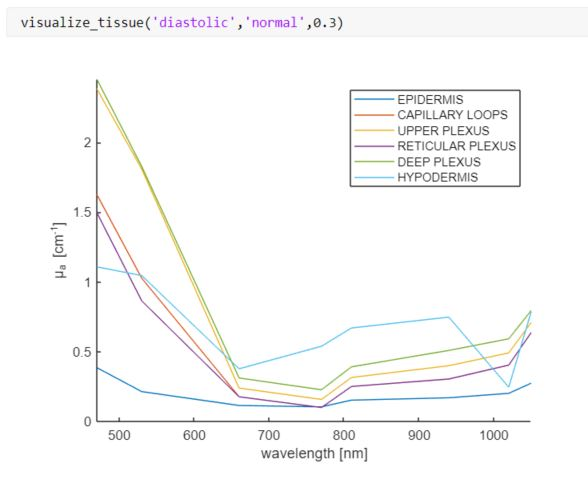 visualize_tissue('diastolic','normal',0.3)
EPIDERMIS
CAPILLARY LOOPS
UPPER PLEXUS
RETICULAR PLEXUS
DEEP PLEXUS
HYPODERMIS
2
1.5
1
0.5
0
μₐ [cm⁻¹]
500 600 700 800 900 1000
wavelength [nm]